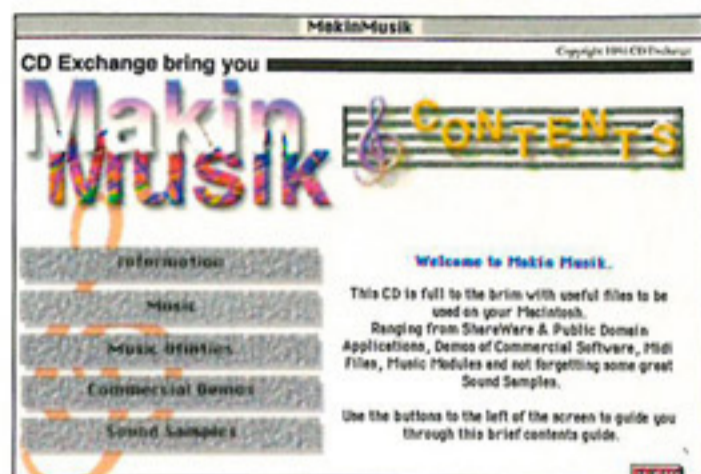 MakinMusik
CD Exchange bring you
Makin
Musik
CONTENTS
Information
Music
Music Utilities
Commercial Demos
Sound Samples
Welcome to Makin Musik.
This CD is full to the brim with useful files to be
used on your Macintosh.
Ranging from ShareWare & Public Domain
Applications, Demos of Commercial Software, Midi
Files, Music Modules and not forgetting some great
Sound Samples.
Use the buttons to the left of the screen to guide you
through this brief contents guide.